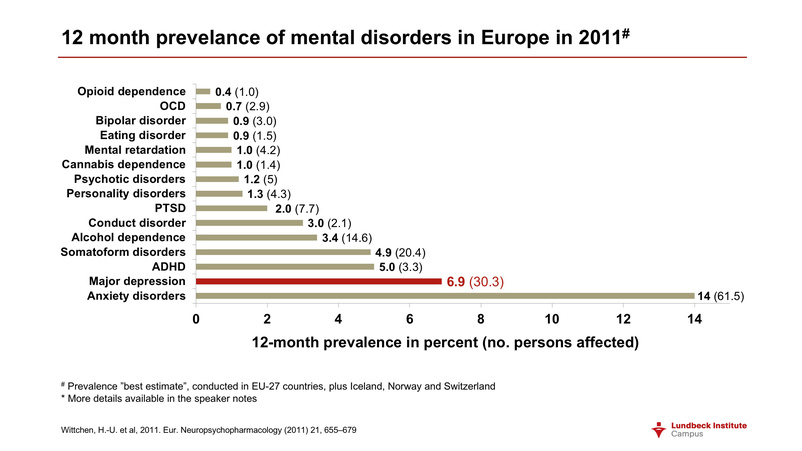 12 month prevelance of mental disorders in Europe in 2011#
Opioid dependence 0.4 (1.0)
OCD 0.7 (2.9)
Bipolar disorder 0.9 (3.0)
Eating disorder 0.9 (1.5)
Mental retardation 1.0 (4.2)
Cannabis dependence 1.0 (1.4)
Psychotic disorders 1.2 (5)
Personality disorders 1.3 (4.3)
PTSD 2.0 (7.7)
Conduct disorder 3.0 (2.1)
Alcohol dependence 3.4 (14.6)
Somatoform disorders 4.9 (20.4)
ADHD 5.0 (3.3)
Major depression 6.9 (30.3)
Anxiety disorders 14 (61.5)
0 2 4 6 8 10 12 14
12-month prevalence in percent (no. persons affected)
# Prevalence ”best estimate”, conducted in EU-27 countries, plus Iceland, Norway and Switzerland
* More details available in the speaker notes
Wittchen, H.-U. et al, 2011. Eur. Neuropsychopharmacology (2011) 21, 655–679
Lundbeck Institute
Campus